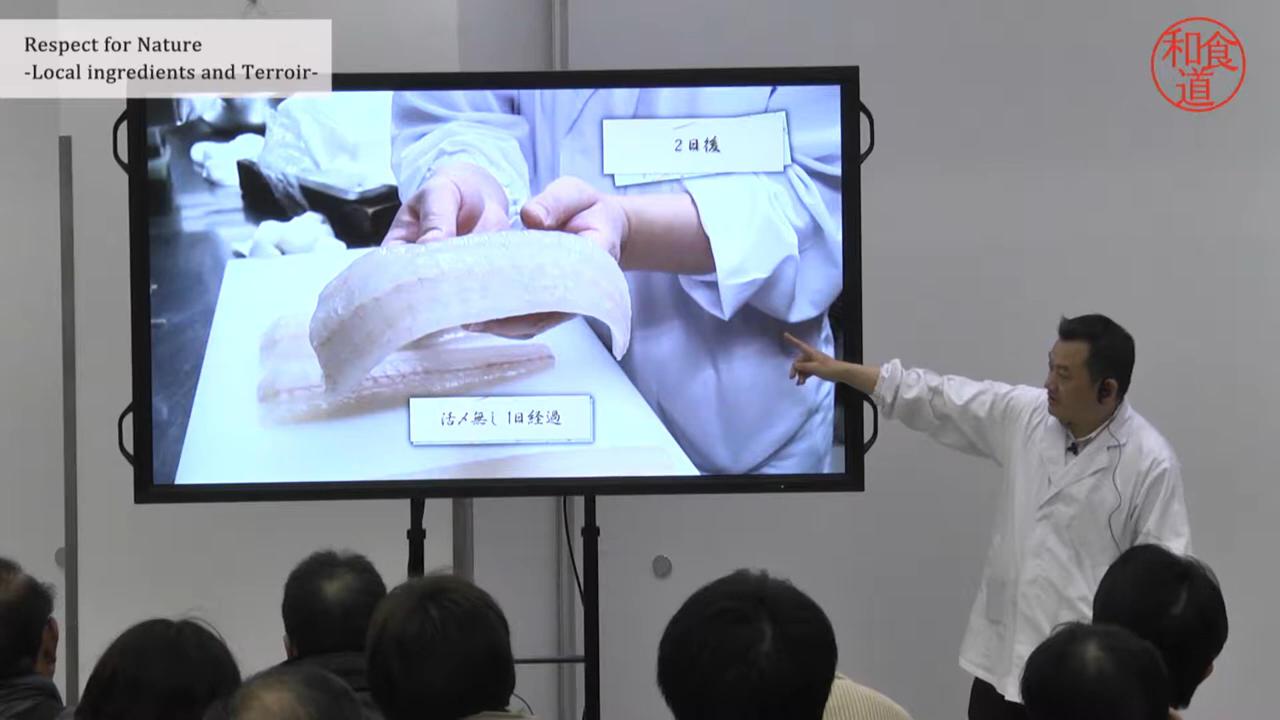 Respect for Nature
-Local ingredients and Terroir-
和食道
2日後
活〆無し 1日経過